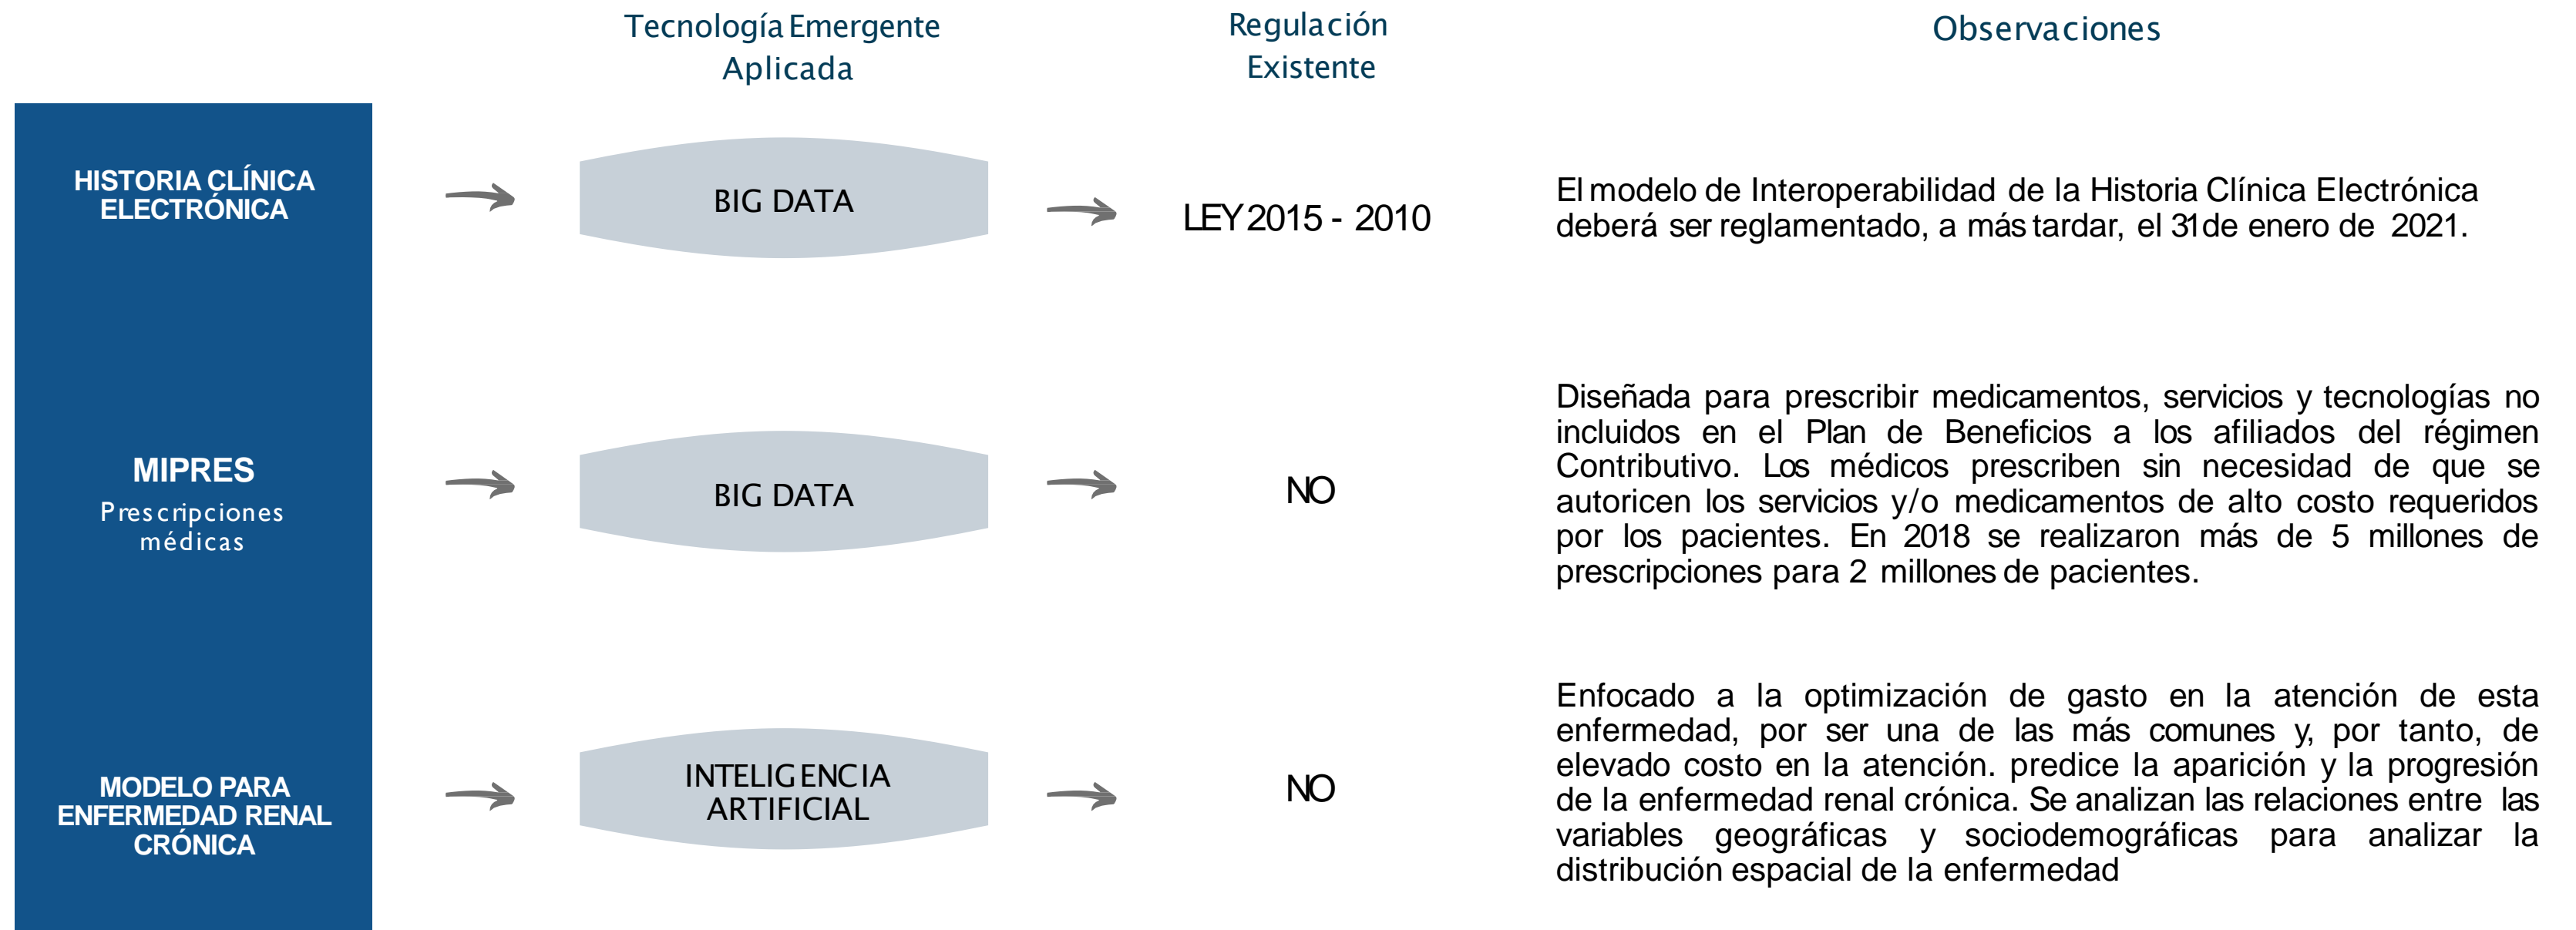 Tecnología Emergente
Aplicada
Regulación
Existente
Observaciones
HISTORIA CLÍNICA
ELECTRÓNICA
BIG DATA
LEY 2015 - 2010
El modelo de Interoperabilidad de la Historia Clínica Electrónica
deberá ser reglamentado, a más tardar, el 31 de enero de 2021.
MIPRES
Prescripciones
médicas
BIG DATA
NO
Diseñada para prescribir medicamentos, servicios y tecnologías no
incluidos en el Plan de Beneficios a los afiliados del régimen
Contributivo. Los médicos prescriben sin necesidad de que se
autoricen los servicios y/o medicamentos de alto costo requeridos
por los pacientes. En 2018 se realizaron más de 5 millones de
prescripciones para 2 millones de pacientes.
MODELO PARA
ENFERMEDAD RENAL
CRÓNICA
INTELIGENCIA
ARTIFICIAL
NO
Enfocado a la optimización de gasto en la atención de esta
enfermedad, por ser una de las más comunes y, por tanto, de
elevado costo en la atención. predice la aparición y la progresión
de la enfermedad renal crónica. Se analizan las relaciones entre las
variables geográficas y sociodemográficas para analizar la
distribución espacial de la enfermedad